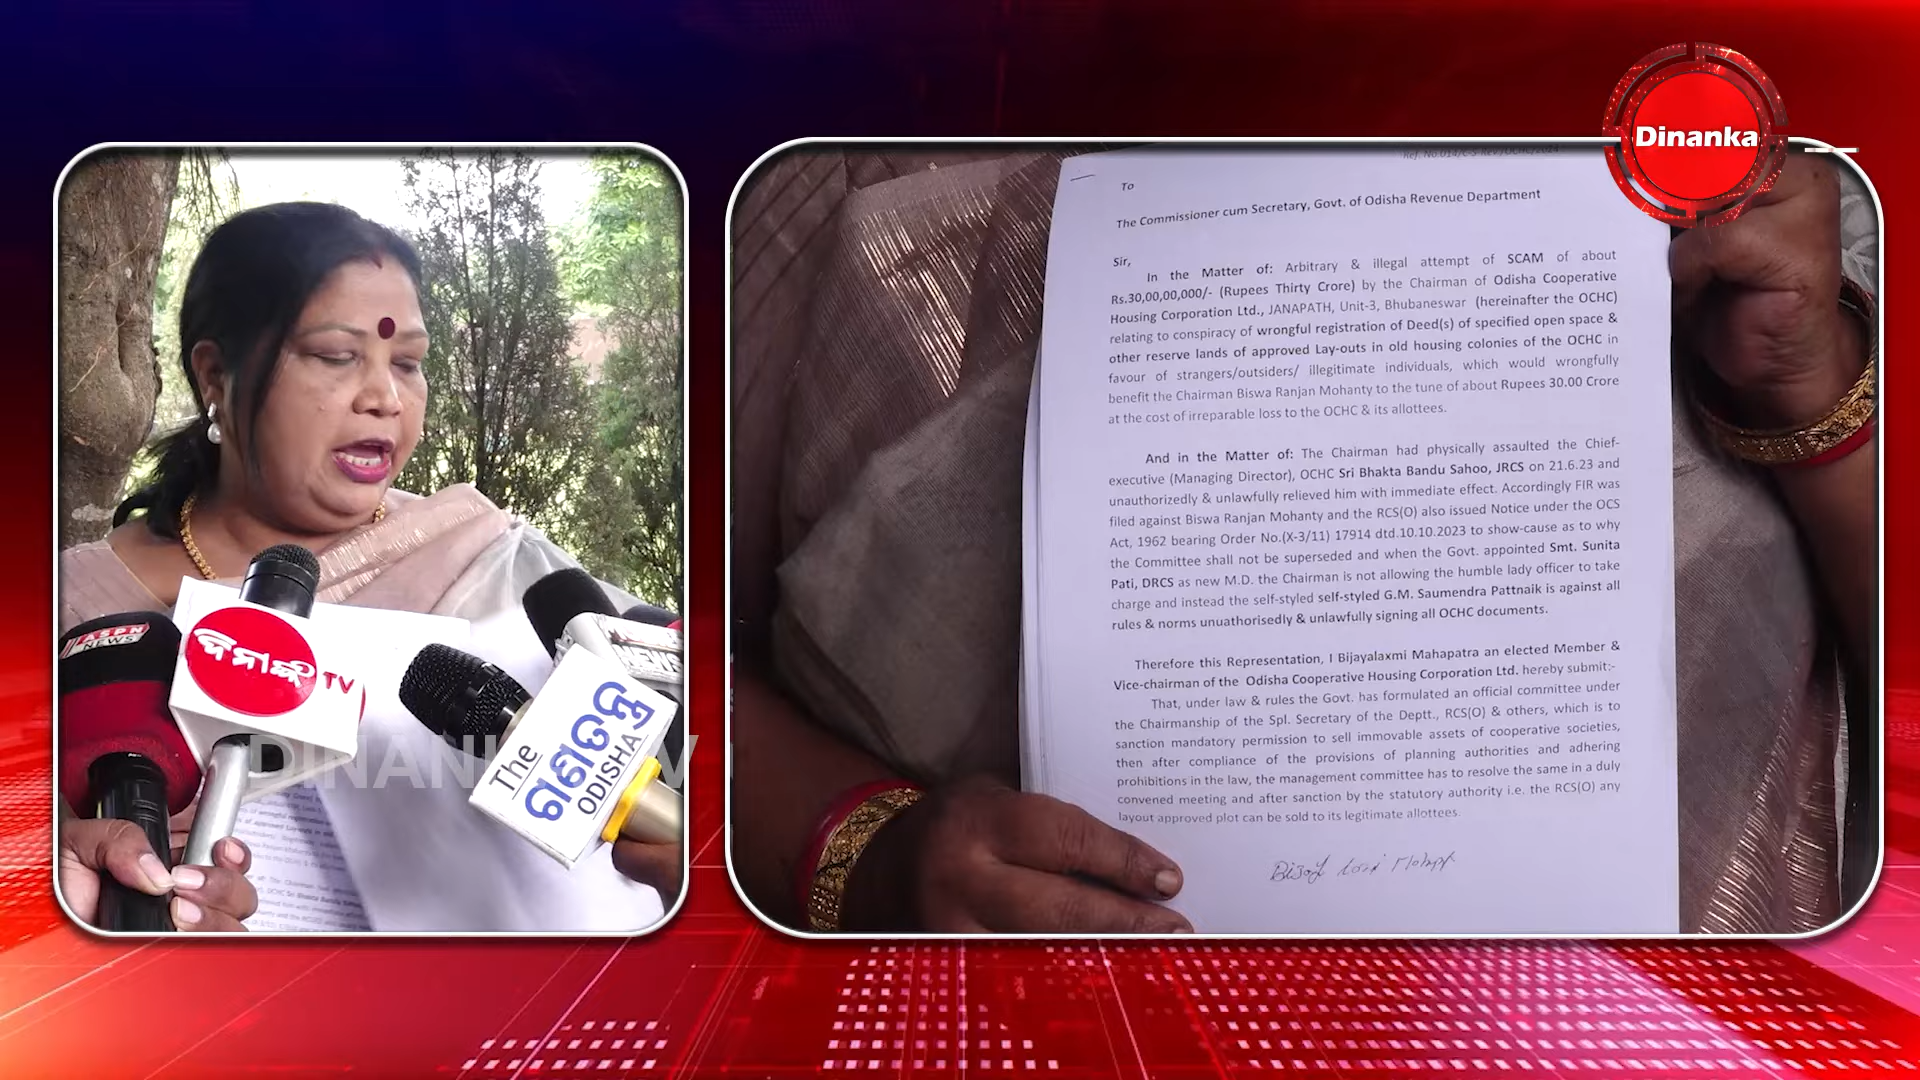 Dinanka
Ref. No.014/C-S-Rev/OCHC/2024
To
The Commissioner cum Secretary, Govt. of Odisha Revenue Department
Sir,
In the Matter of: Arbitrary & illegal attempt of SCAM of about
Rs.30,00,00,000/- (Rupees Thirty Crore) by the Chairman of Odisha Cooperative
Housing Corporation Ltd., JANAPATH, Unit-3, Bhubaneswar (hereinafter the OCHC)
relating to conspiracy of wrongful registration of Deed(s) of specified open space &
other reserve lands of approved Lay-outs in old housing colonies of the OCHC in
favour of strangers/outsiders/ illegitimate individuals, which would wrongfully
benefit the Chairman Biswa Ranjan Mohanty to the tune of about Rupees 30.00 Crore
at the cost of irreparable loss to the OCHC & its allottees.
And in the Matter of: The Chairman had physically assaulted the Chief-
executive (Managing Director), OCHC Sri Bhakta Bandu Sahoo, JRCS on 21.6.23 and
unauthorizedly & unlawfully relieved him with immediate effect. Accordingly FIR was
filed against Biswa Ranjan Mohanty and the RCS(O) also issued Notice under the OCS
Act, 1962 bearing Order No.(X-3/11) 17914 dtd.10.10.2023 to show-cause as to why
the Committee shall not be superseded and when the Govt. appointed Smt. Sunita
Pati, DRCS as new M.D. the Chairman is not allowing the humble lady officer to take
charge and instead the self-styled self-styled G.M. Saumendra Pattnaik is against all
rules & norms unuathorisedly & unlawfully signing all OCHC documents.
Therefore this Representation, I Bijayalaxmi Mahapatra an elected Member &
Vice-chairman of the Odisha Cooperative Housing Corporation Ltd. hereby submit:-
That, under law & rules the Govt. has formulated an official committee under
the Chairmanship of the Spl. Secretary of the Deptt., RCS(O) & others, which is to
sanction mandatory permission to sell immovable assets of cooperative societies,
then after compliance of the provisions of planning authorities and adhering
prohibitions in the law, the management committee has to resolve the same in a duly
convened meeting and after sanction by the statutory authority i.e. the RCS(O) any
layout approved plot can be sold to its legitimate allottees.
ASPN
NEWS
ଦିନାଙ୍କ TV
The
ଗଣତନ୍ତ୍ର
ODISHA
NEWS